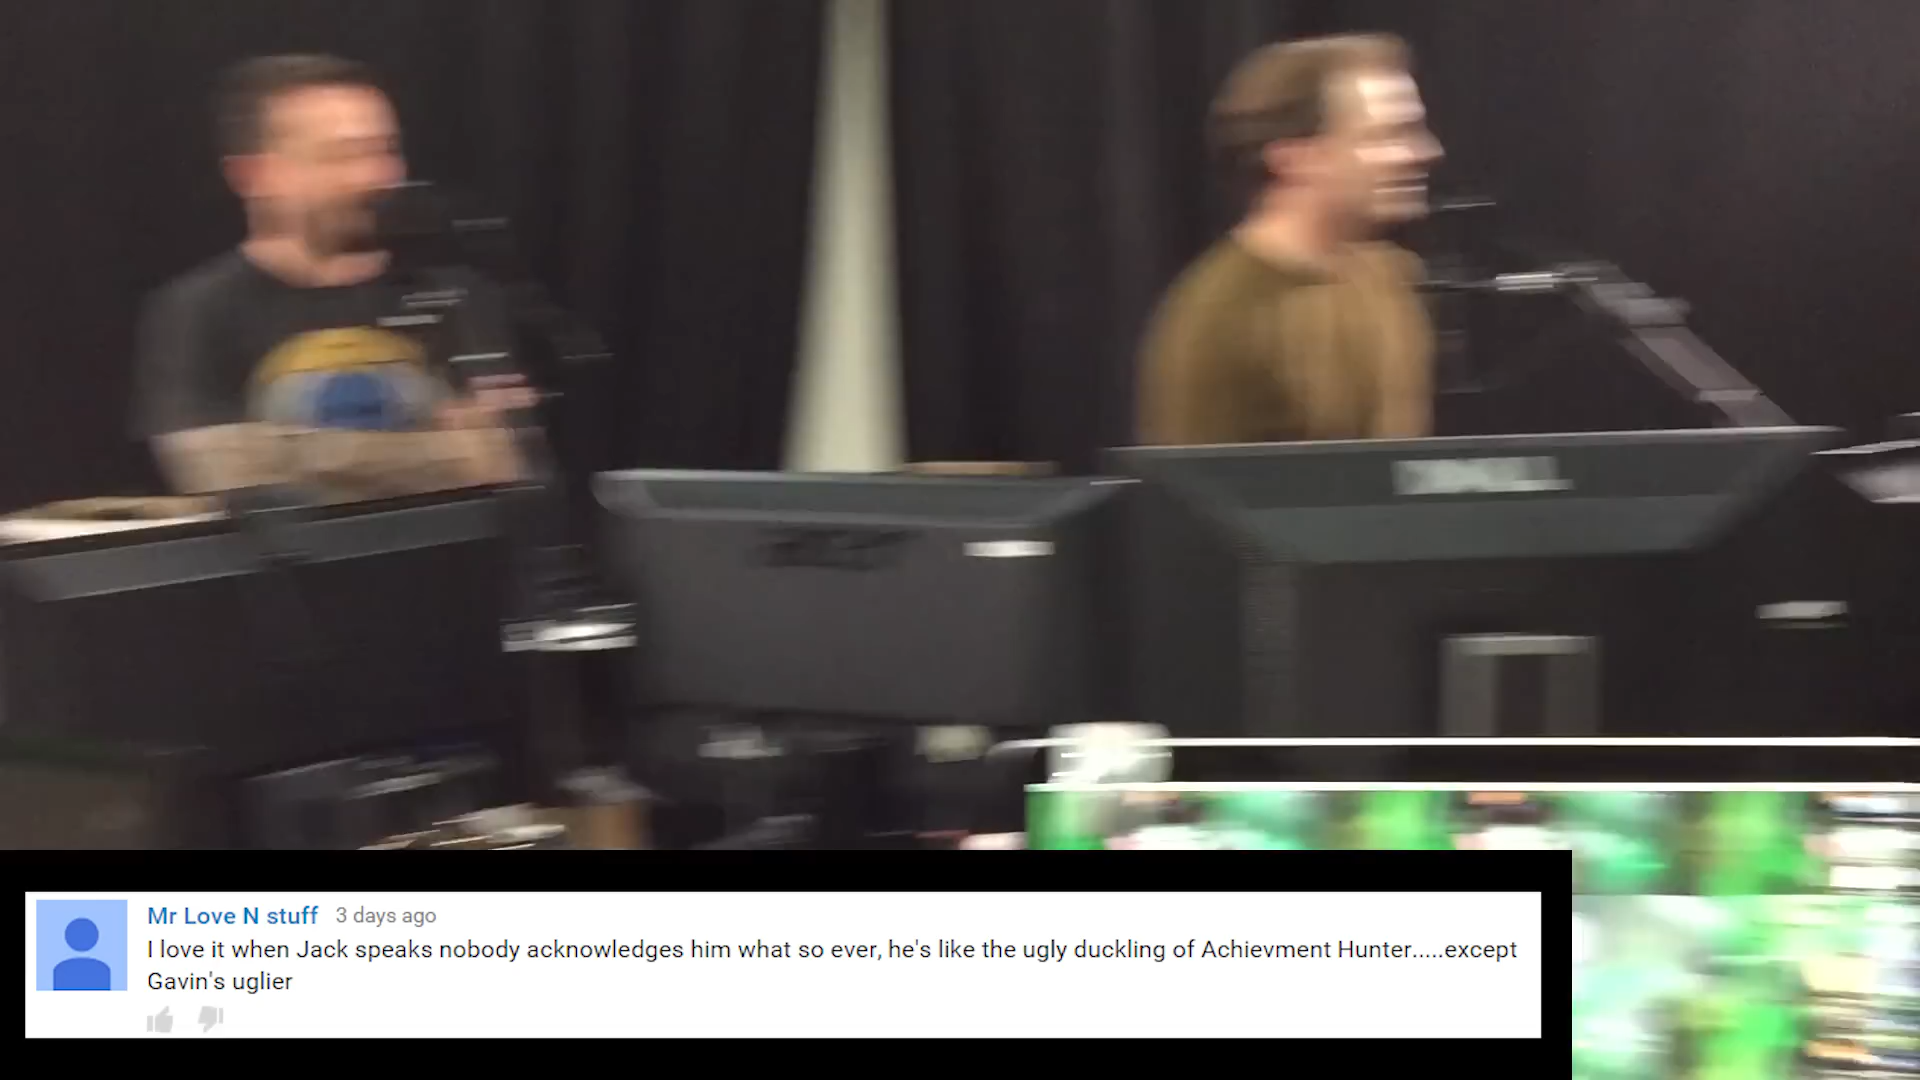 Mr Love N stuff 3 days ago
I love it when Jack speaks nobody acknowledges him what so ever, he's like the ugly duckling of Achievment Hunter.....except
Gavin's uglier